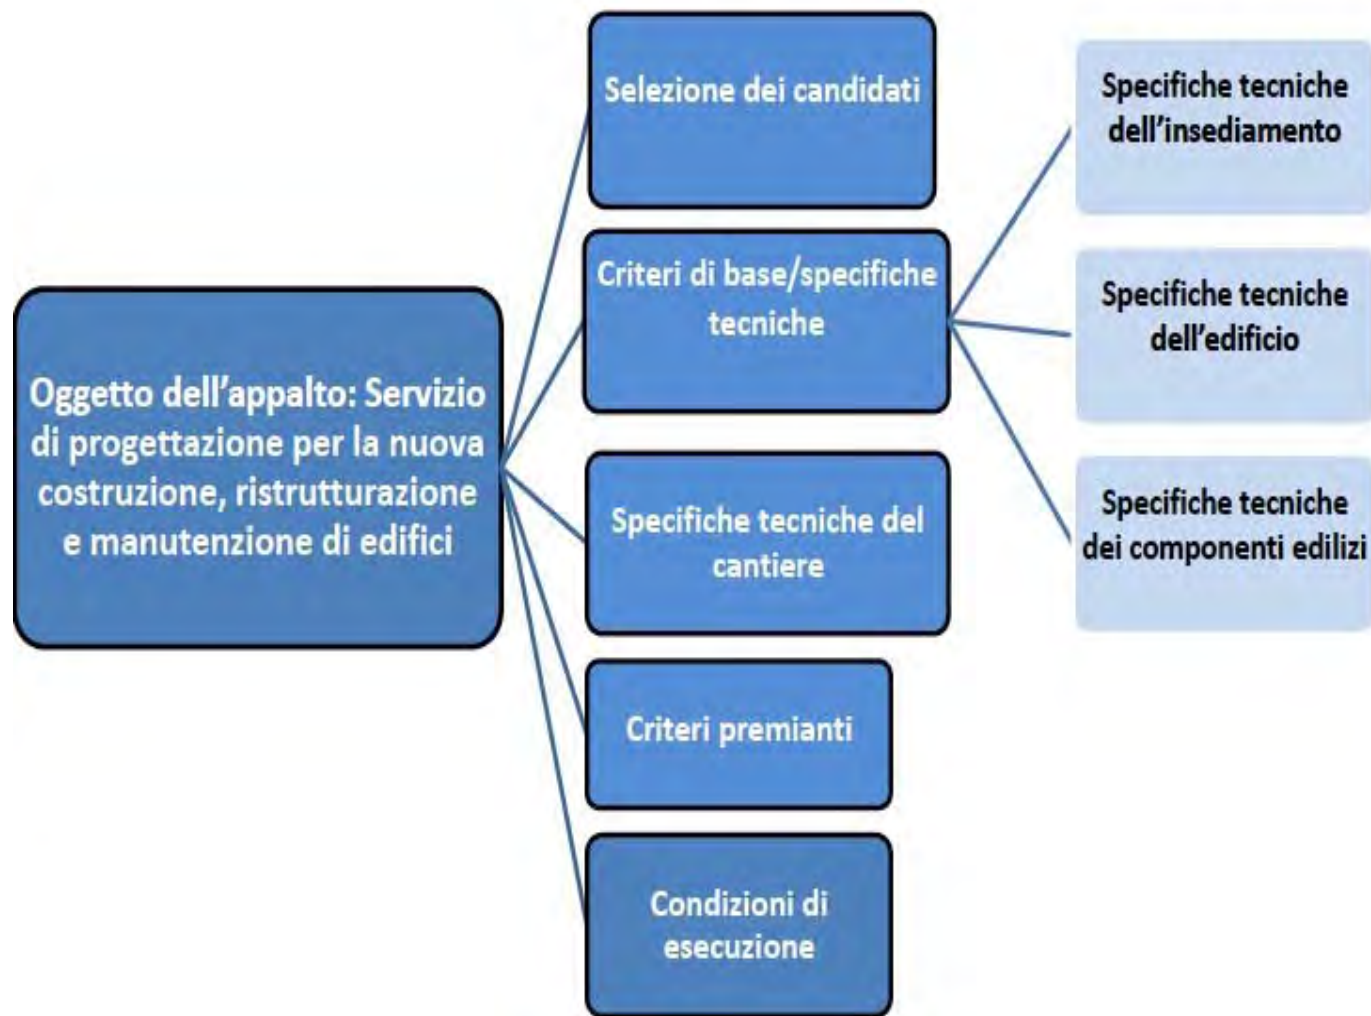 Oggetto dell’appalto: Servizio
di progettazione per la nuova
costruzione, ristrutturazione
e manutenzione di edifici
Selezione dei candidati
Criteri di base/specifiche
tecniche
Specifiche tecniche del
cantiere
Criteri premianti
Condizioni di
esecuzione
Specifiche tecniche
dell’insediamento
Specifiche tecniche
dell’edificio
Specifiche tecniche
dei componenti edilizi